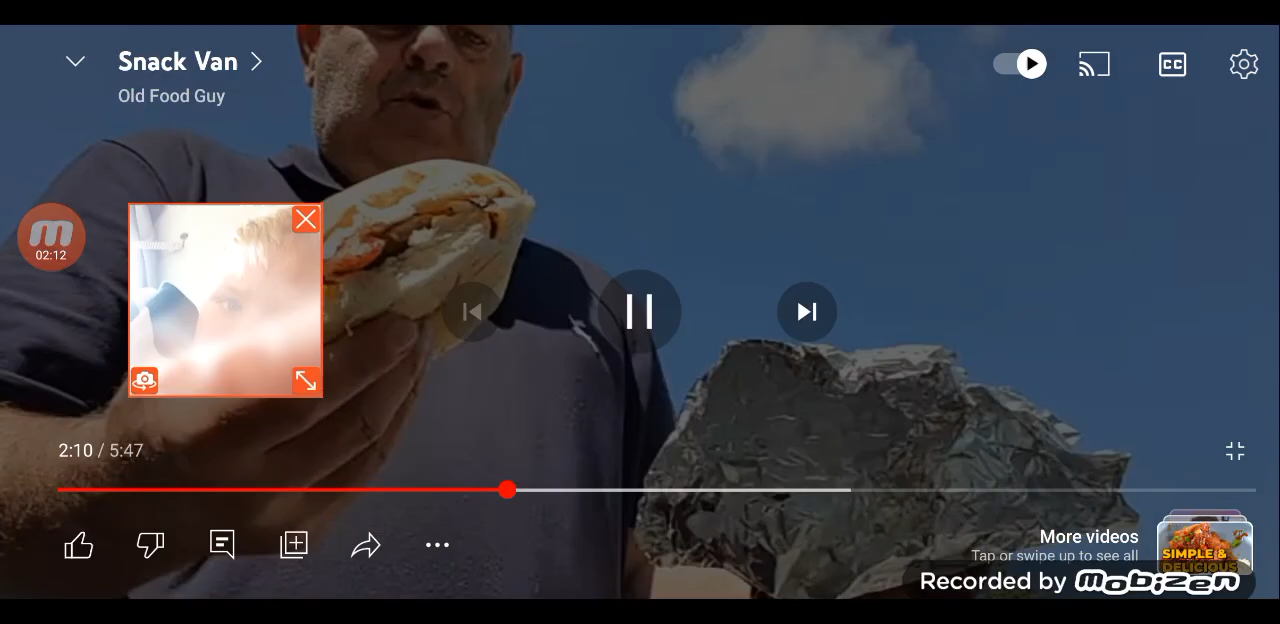 Snack Van
Old Food Guy
CC
m
02:12
2:10 / 5:47
More videos
Tap or swipe up to see all
SIMPLE &
DELICIOUS
Recorded by mobizen